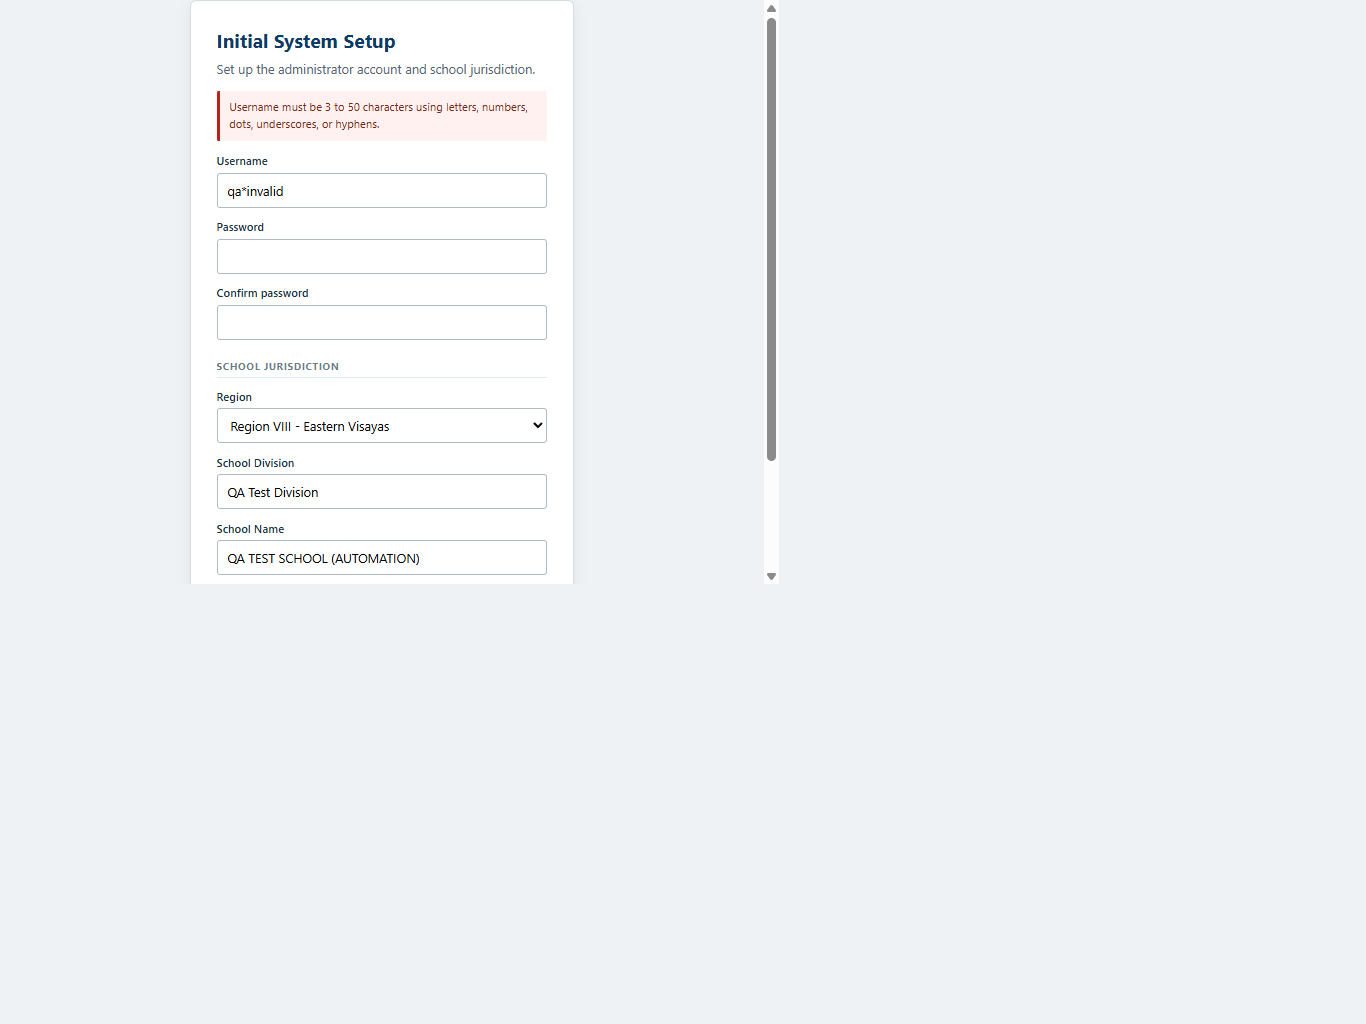 Initial System Setup
Set up the administrator account and school jurisdiction.
Username must be 3 to 50 characters using letters, numbers,
dots, underscores, or hyphens.
Username
qa*invalid
Password
Confirm password
SCHOOL JURISDICTION
Region
Region VIII - Eastern Visayas
School Division
QA Test Division
School Name
QA TEST SCHOOL (AUTOMATION)